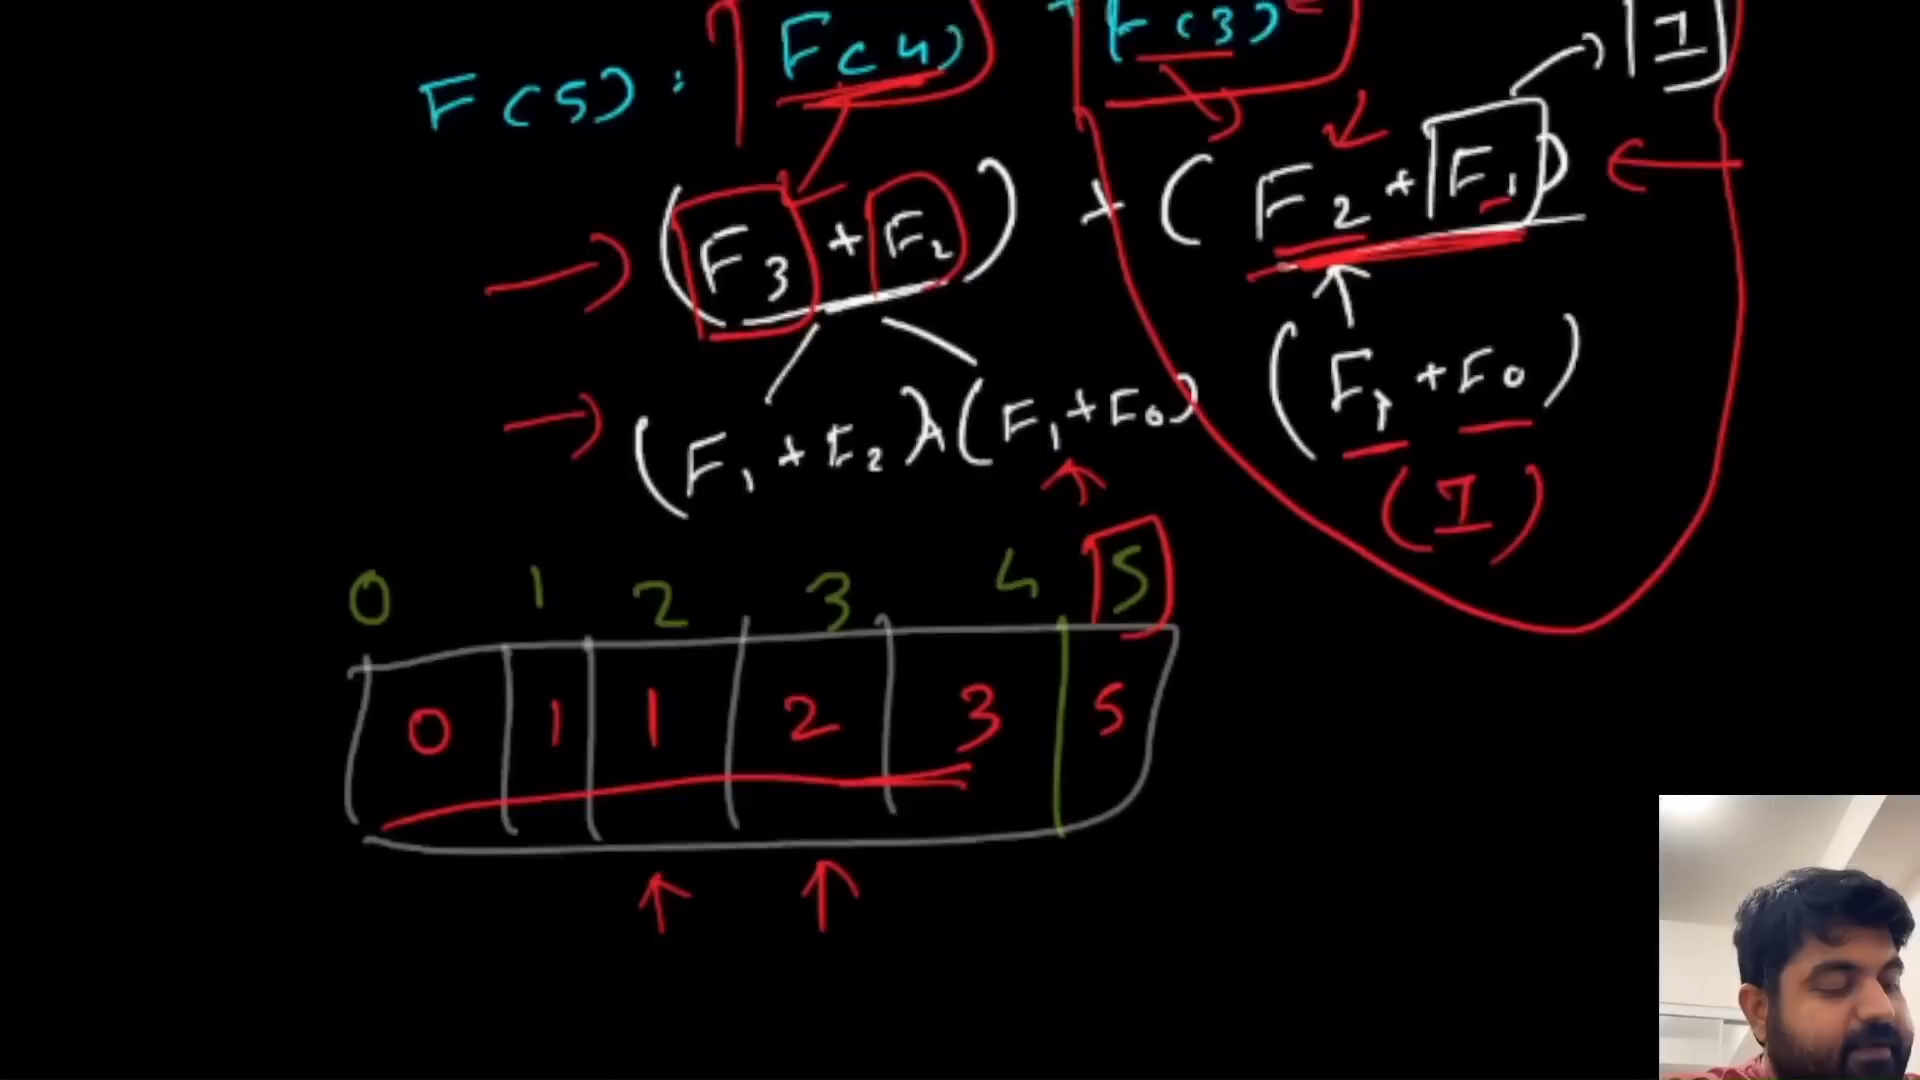 F(5) : F(4) + F(3)
1
(F3 + F2) + (F2 + F1)
(F1 + F2) + (F1 + F0) (F1 + F0)
(1)
0 1 2 3 4 5
0 1 1 2 3 5